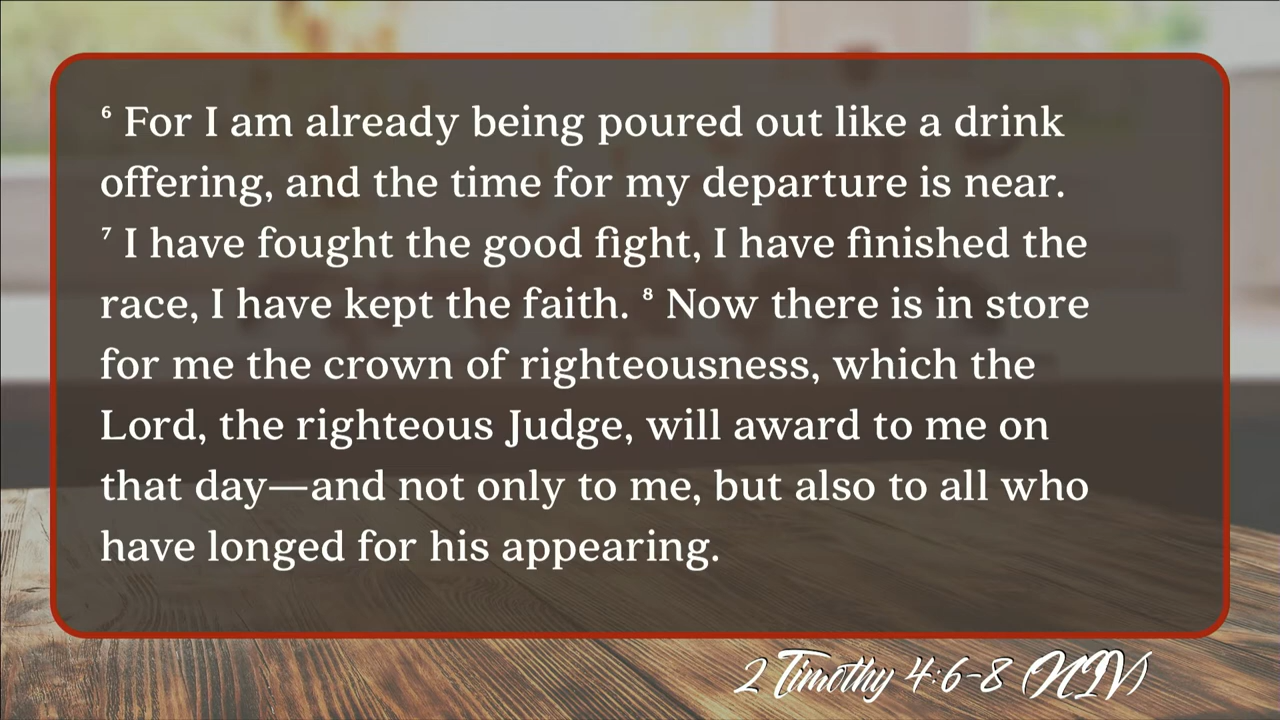 ⁶ For I am already being poured out like a drink
offering, and the time for my departure is near.
⁷ I have fought the good fight, I have finished the
race, I have kept the faith. ⁸ Now there is in store
for me the crown of righteousness, which the
Lord, the righteous Judge, will award to me on
that day—and not only to me, but also to all who
have longed for his appearing.
2 Timothy 4:6-8 (NIV)